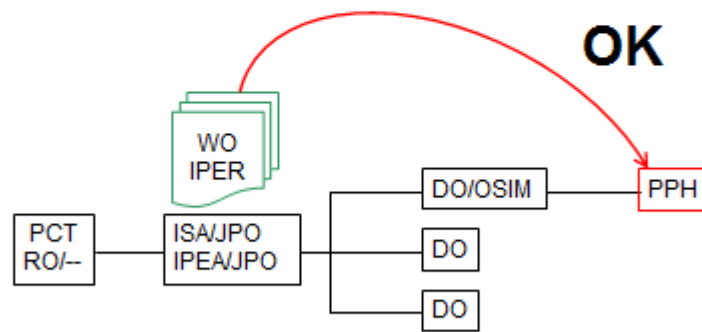 OK
WO
IPER
DO/OSIM
PPH
PCT
RO/--
ISA/JPO
IPEA/JPO
DO
DO